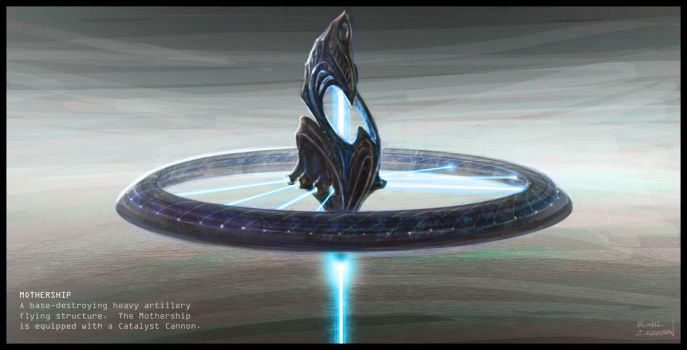 MOTHERSHIP
A base-destroying heavy artillery
flying structure. The Mothership
is equipped with a Catalyst Cannon.